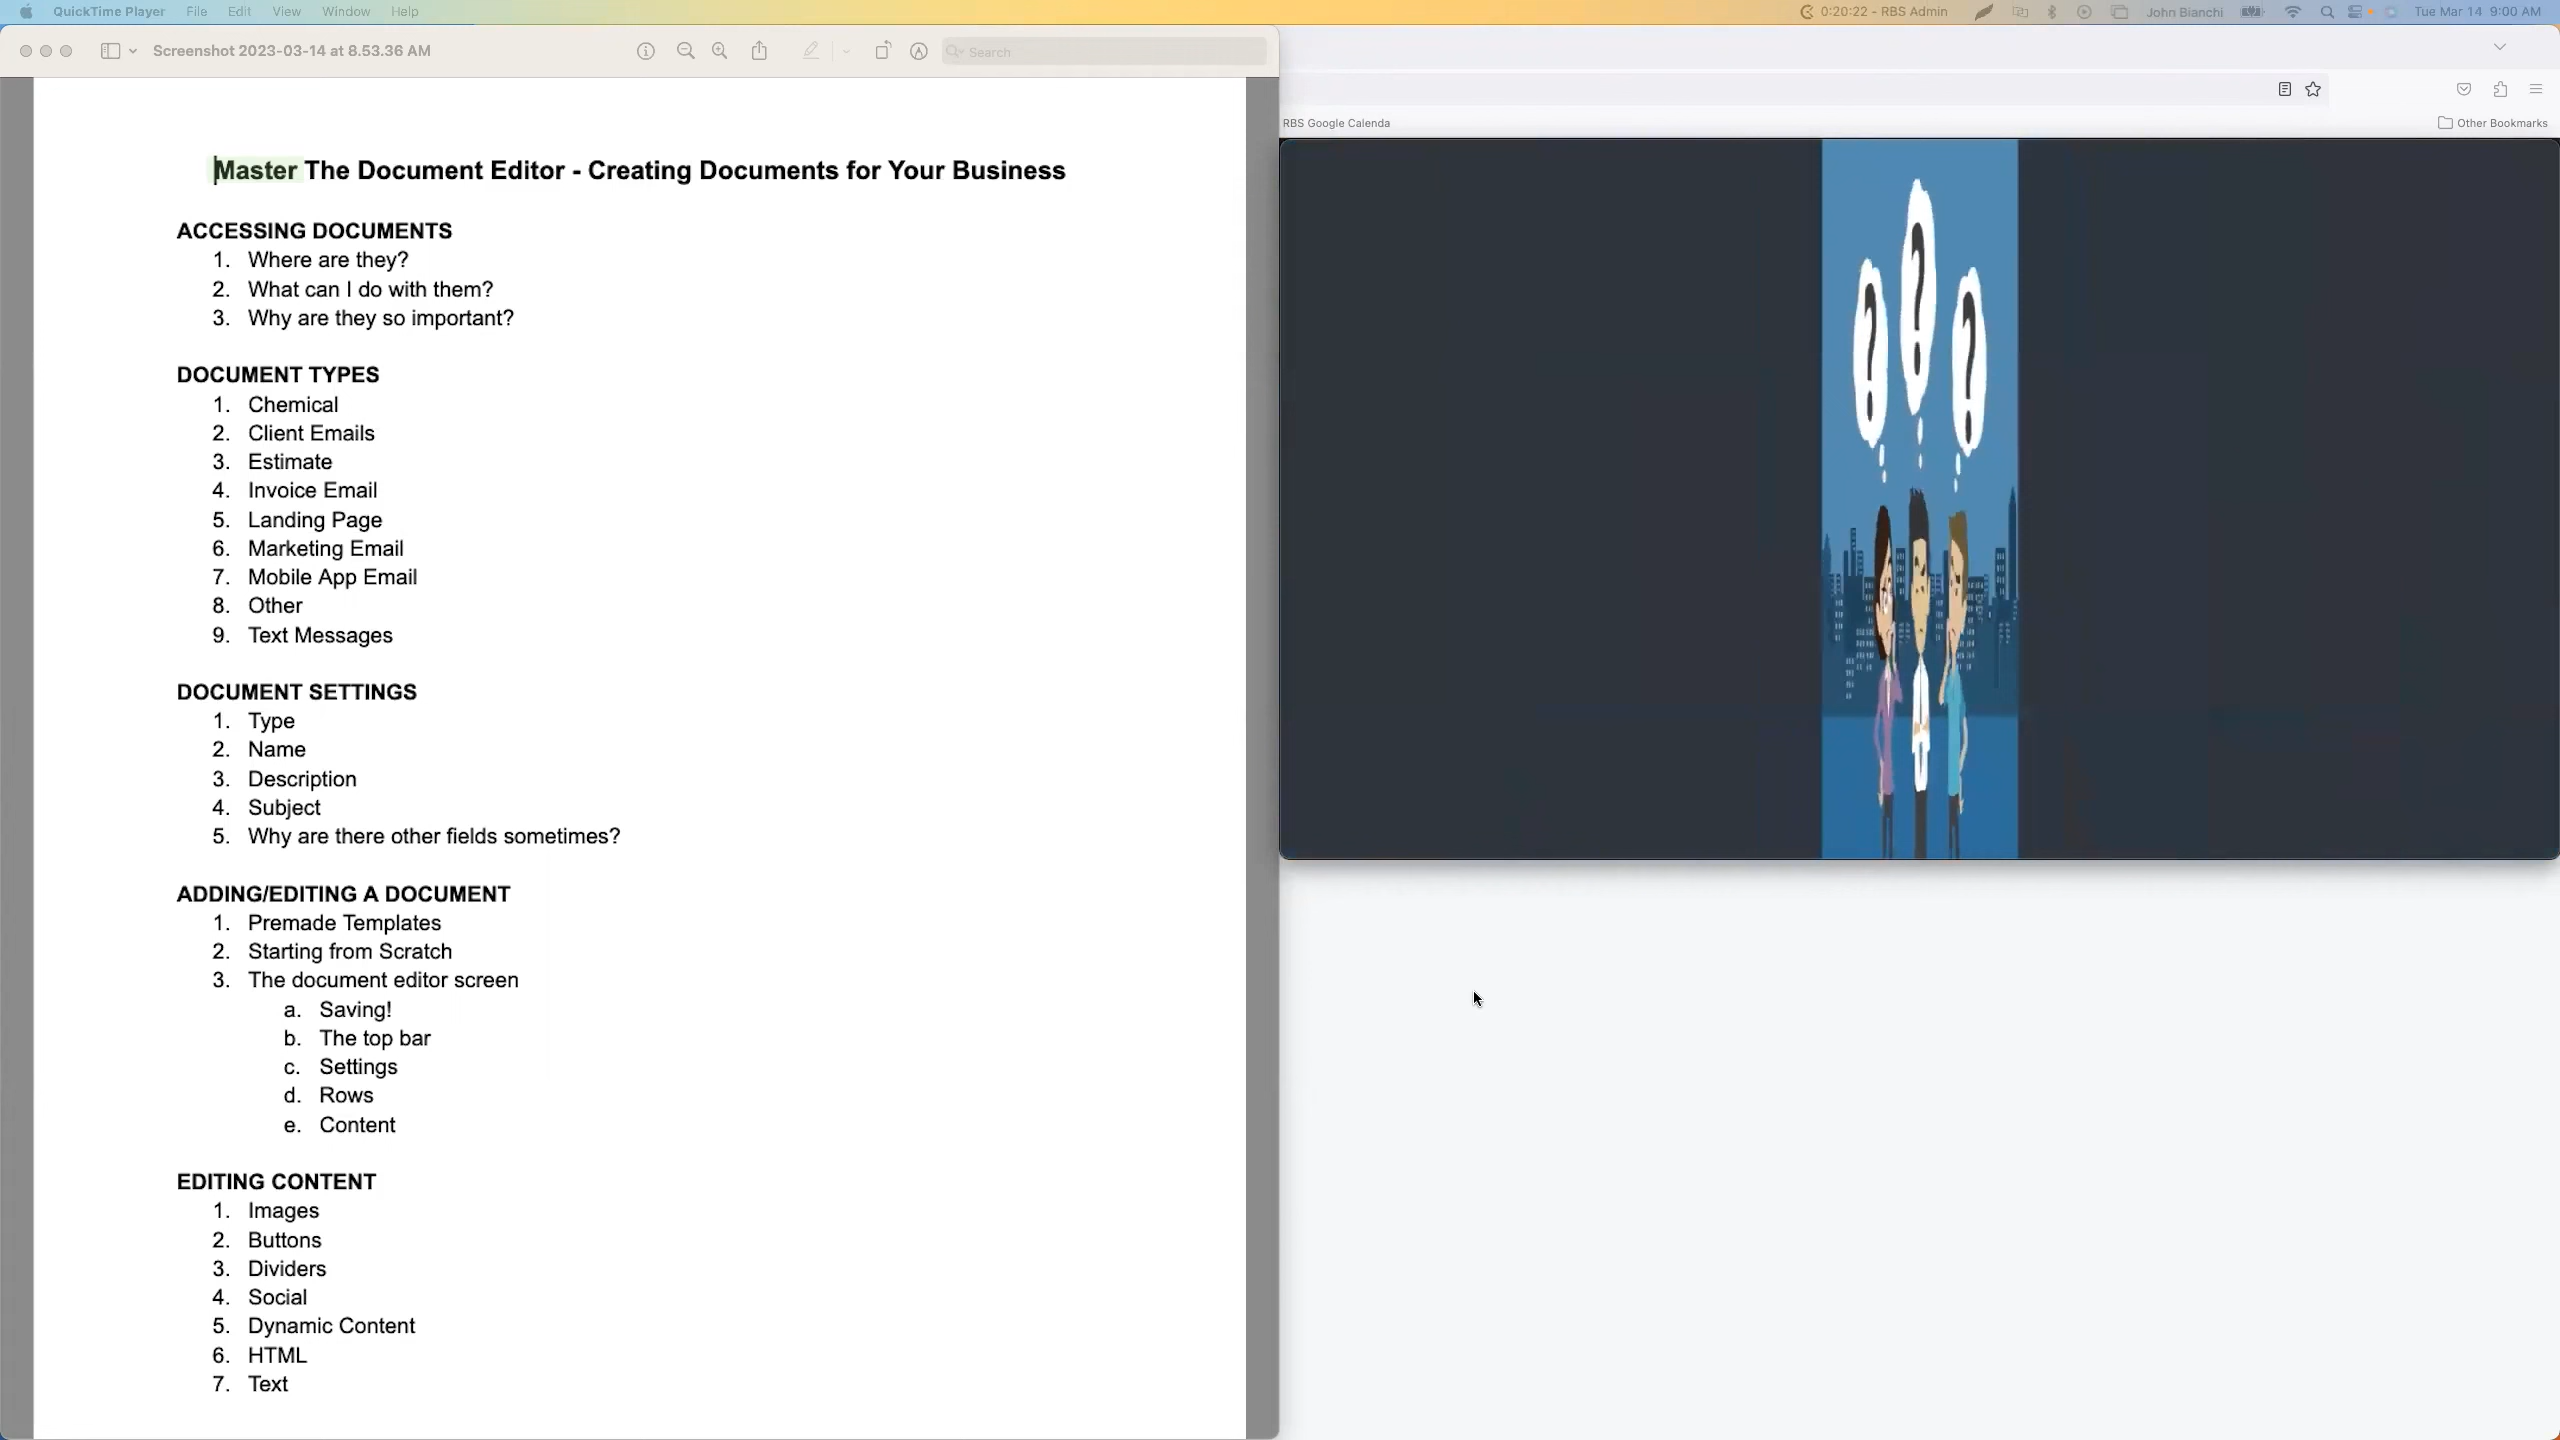 QuickTime Player File Edit View Window Help 0:20:22 - RBS Admin John Bianchi Tue Mar 14 9:00 AM
Screenshot 2023-03-14 at 8.53.36 AM Search
RBS Google Calenda Other Bookmarks
Master The Document Editor - Creating Documents for Your Business
ACCESSING DOCUMENTS
1. Where are they?
2. What can I do with them?
3. Why are they so important?
DOCUMENT TYPES
1. Chemical
2. Client Emails
3. Estimate
4. Invoice Email
5. Landing Page
6. Marketing Email
7. Mobile App Email
8. Other
9. Text Messages
DOCUMENT SETTINGS
1. Type
2. Name
3. Description
4. Subject
5. Why are there other fields sometimes?
ADDING/EDITING A DOCUMENT
1. Premade Templates
2. Starting from Scratch
3. The document editor screen
a. Saving!
b. The top bar
c. Settings
d. Rows
e. Content
EDITING CONTENT
1. Images
2. Buttons
3. Dividers
4. Social
5. Dynamic Content
6. HTML
7. Text
? ? ?